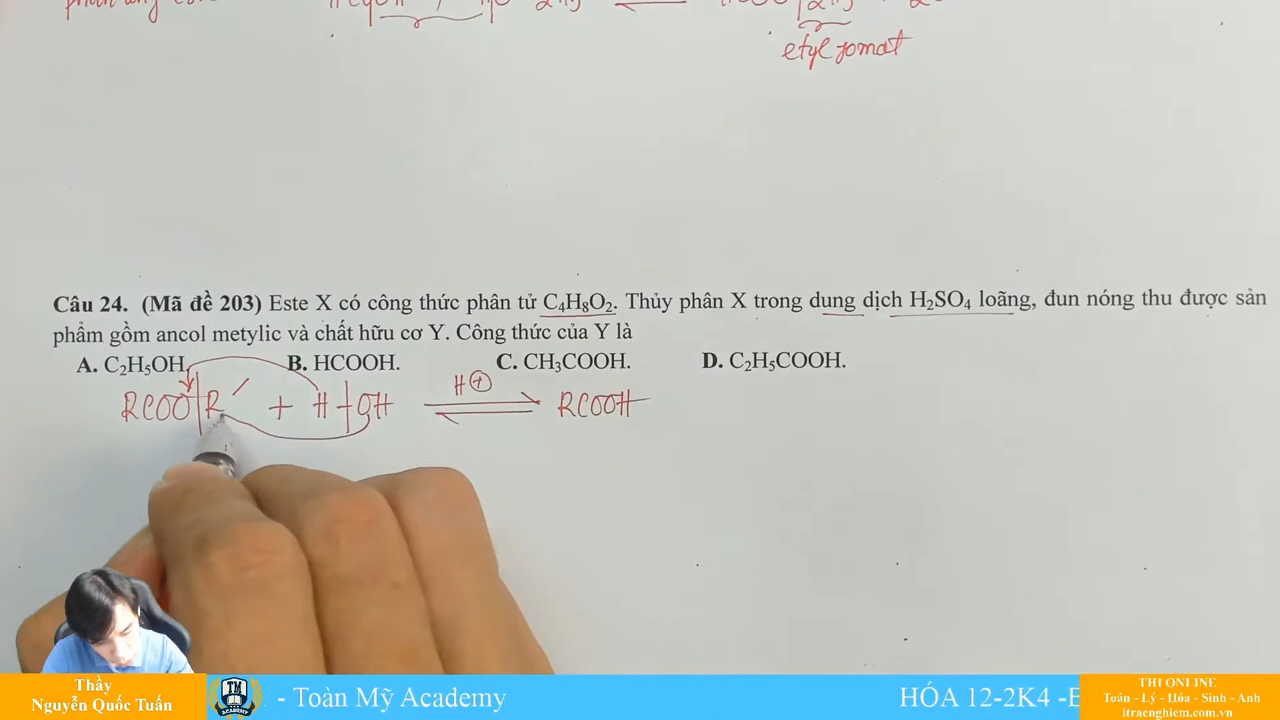 etyl fomat
Câu 24. (Mã đề 203) Este X có công thức phân tử C₄H₈O₂. Thủy phân X trong dung dịch H₂SO₄ loãng, đun nóng thu được sản
phẩm gồm ancol metylic và chất hữu cơ Y. Công thức của Y là
A. C₂H₅OH. B. HCOOH. C. CH₃COOH. D. C₂H₅COOH.
RCOO R' + H OH ⇌ H⊕ RCOOH
Thầy
Nguyễn Quốc Tuấn
TM
ACADEMY
- Toàn Mỹ Academy
HÓA 12-2K4 -E
THI ONLINE
Toán - Lý - Hóa - Sinh - Anh
itracnghiem.com.vn